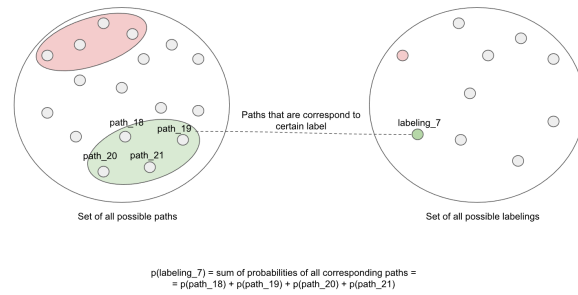 path_18
path_19
path_20
path_21
Set of all possible paths
Paths that are correspond to
certain label
labeling_7
Set of all possible labelings
p(labeling_7) = sum of probabilities of all corresponding paths =
= p(path_18) + p(path_19) + p(path_20) + p(path_21)